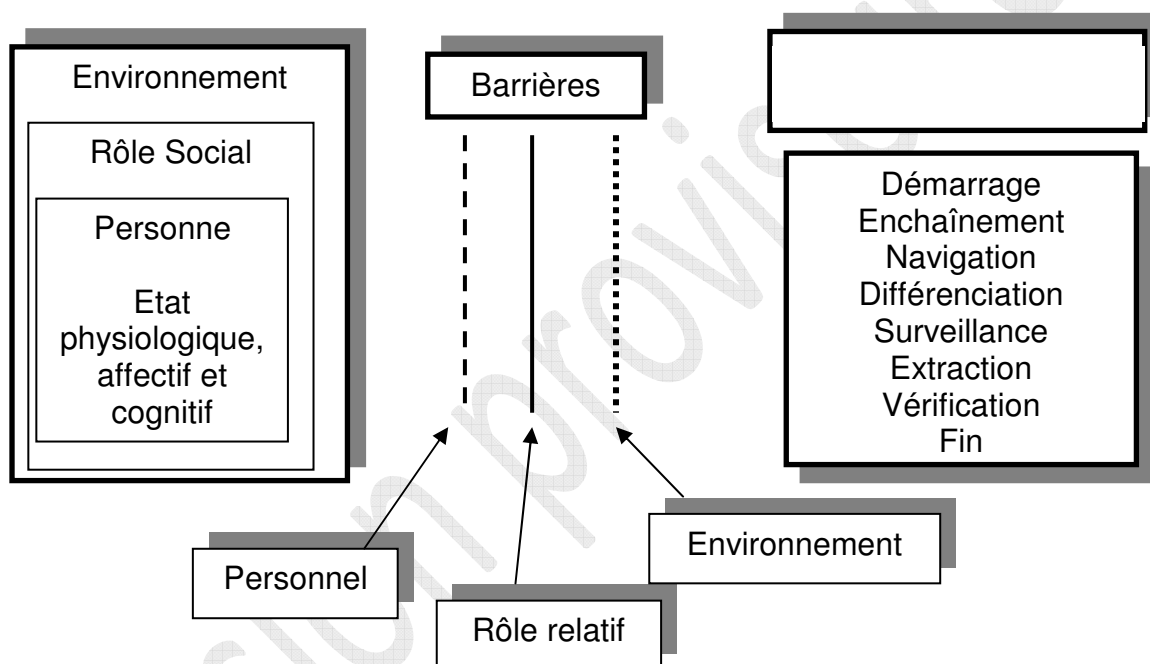 Environnement
Rôle Social
Personne
Etat
physiologique,
affectif et
cognitif
Barrières
Démarrage
Enchaînement
Navigation
Différenciation
Surveillance
Extraction
Vérification
Fin
Personnel
Rôle relatif
Environnement